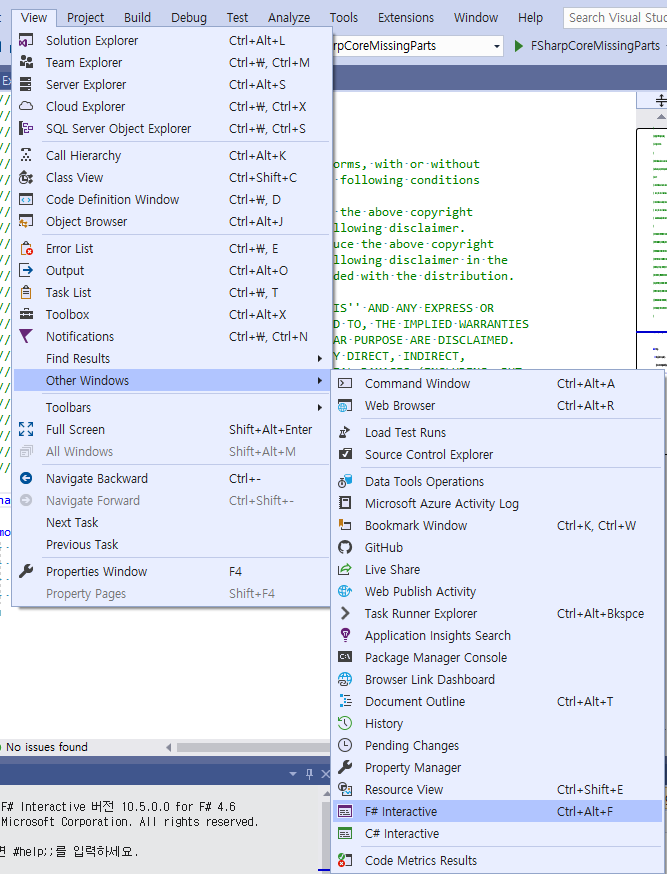 View Project Build Debug Test Analyze Tools Extensions Window Help Search Visual Stud
Solution Explorer Ctrl+Alt+L
Team Explorer Ctrl+₩, Ctrl+M
Server Explorer Ctrl+Alt+S
Cloud Explorer Ctrl+₩, Ctrl+X
SQL Server Object Explorer Ctrl+₩, Ctrl+S
Call Hierarchy Ctrl+Alt+K
Class View Ctrl+Shift+C
Code Definition Window Ctrl+₩, D
Object Browser Ctrl+Alt+J
Error List Ctrl+₩, E
Output Ctrl+Alt+O
Task List Ctrl+₩, T
Toolbox Ctrl+Alt+X
Notifications Ctrl+₩, Ctrl+N
Find Results
Other Windows
Toolbars
Full Screen Shift+Alt+Enter
All Windows Shift+Alt+M
Navigate Backward Ctrl+-
Navigate Forward Ctrl+Shift+-
Next Task
Previous Task
Properties Window F4
Property Pages Shift+F4
rpCoreMissingParts FSharpCoreMissingParts
orms, with or without
following conditions
the above copyright
llowing disclaimer.
uce the above copyright
llowing disclaimer in the
ded with the distribution.
IS'' AND ANY EXPRESS OR
D TO, THE IMPLIED WARRANTIES
AR PURPOSE ARE DISCLAIMED.
Y DIRECT, INDIRECT,
Command Window Ctrl+Alt+A
Web Browser Ctrl+Alt+R
Load Test Runs
Source Control Explorer
Data Tools Operations
Microsoft Azure Activity Log
Bookmark Window Ctrl+K, Ctrl+W
GitHub
Live Share
Web Publish Activity
Task Runner Explorer Ctrl+Alt+Bkspce
Application Insights Search
Package Manager Console
Browser Link Dashboard
Document Outline Ctrl+Alt+T
History
Pending Changes
Property Manager
Resource View Ctrl+Shift+E
F# Interactive Ctrl+Alt+F
C# Interactive
Code Metrics Results
No issues found
F# Interactive 버전 10.5.0.0 for F# 4.6
Microsoft Corporation. All rights reserved.
면 #help;;를 입력하세요.